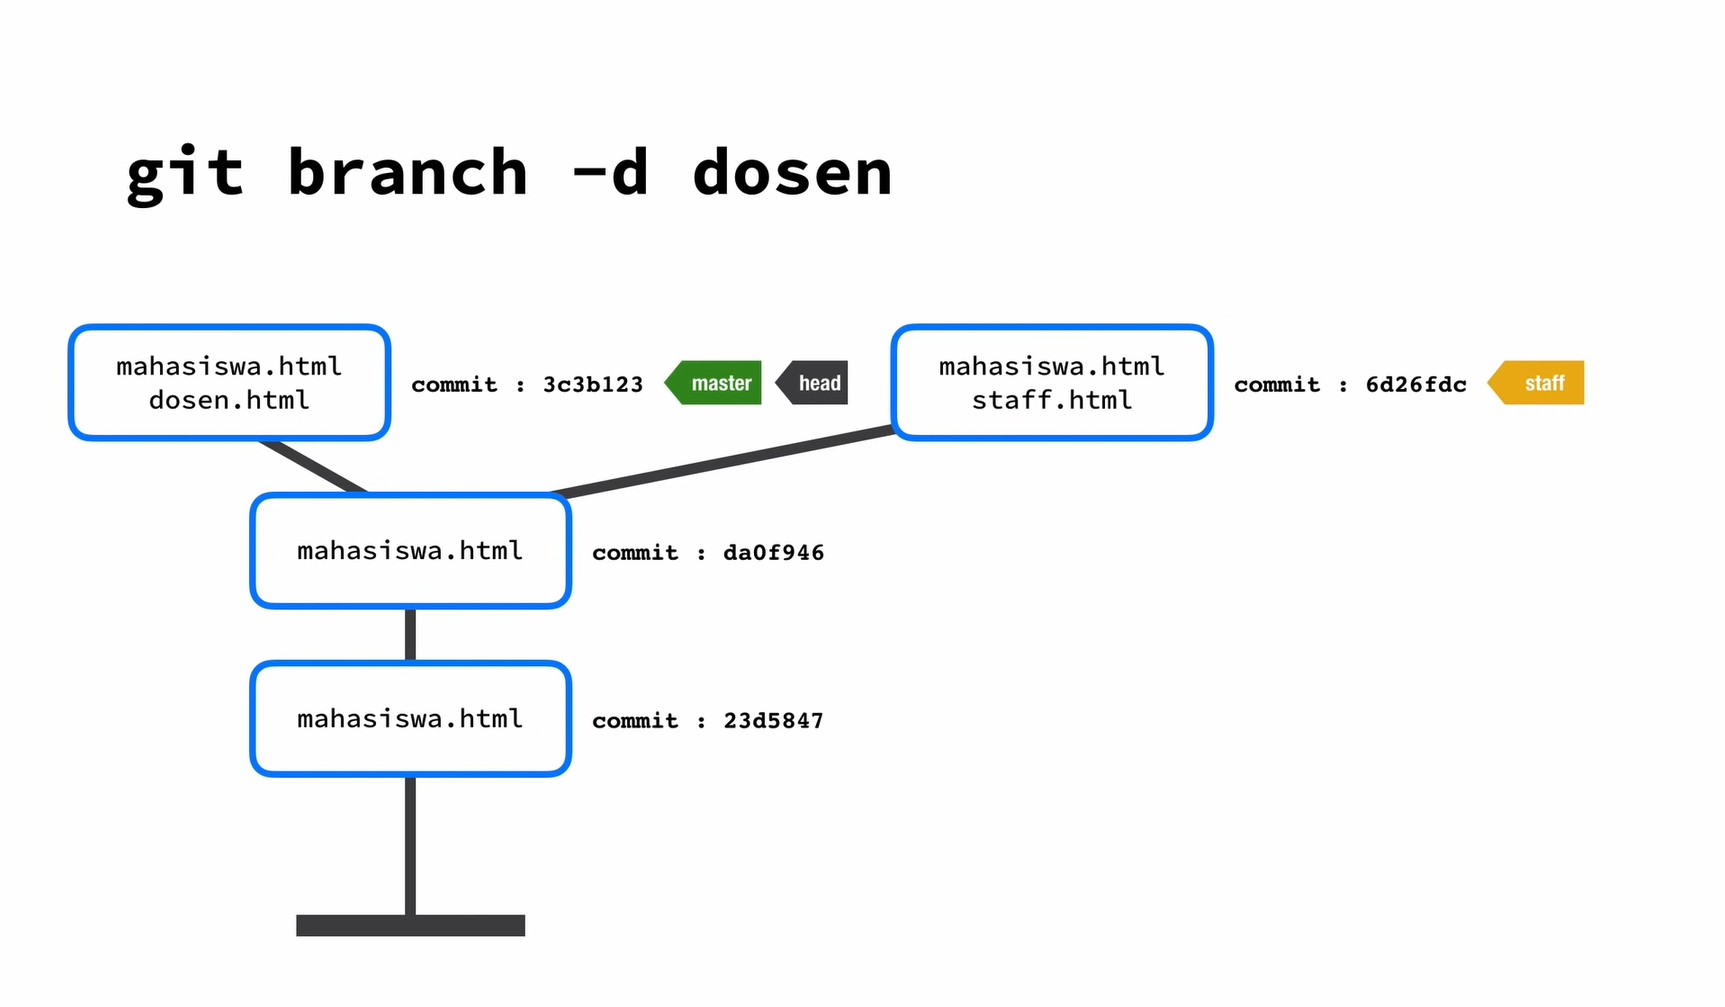 git branch -d dosen
mahasiswa.html
dosen.html
commit : 3c3b123
master
head
mahasiswa.html
staff.html
commit : 6d26fdc
staff
mahasiswa.html
commit : da0f946
mahasiswa.html
commit : 23d5847